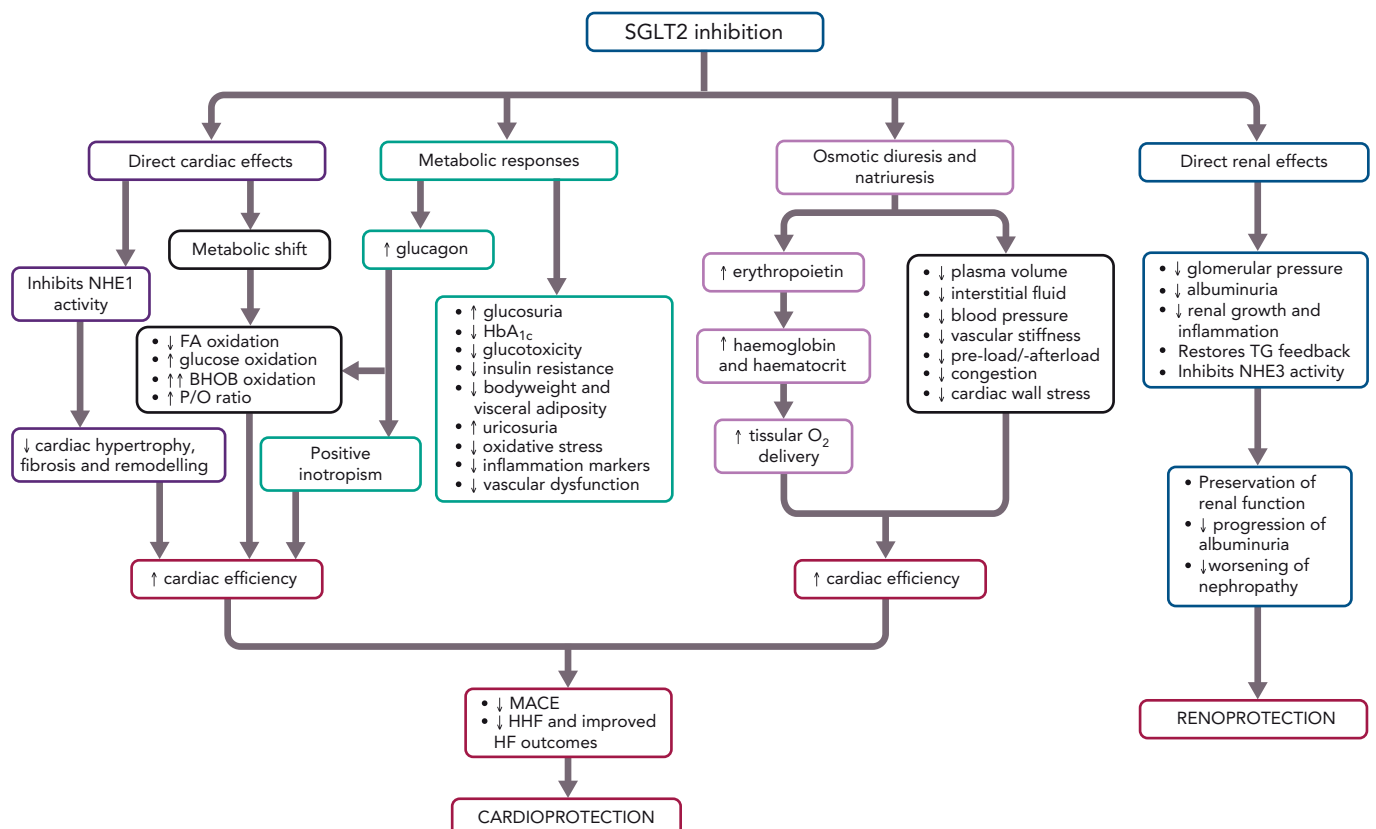 SGLT2 inhibition
Direct cardiac effects
Metabolic responses
Osmotic diuresis and
natriuresis
Direct renal effects
Metabolic shift
↑ glucagon
Inhibits NHE1
activity
↑ erythropoietin
• ↓ plasma volume
• ↓ interstitial fluid
• ↓ blood pressure
• ↓ vascular stiffness
• ↓ pre-load/-afterload
• ↓ congestion
• ↓ cardiac wall stress
• ↓ glomerular pressure
• ↓ albuminuria
• ↓ renal growth and
inflammation
• Restores TG feedback
• Inhibits NHE3 activity
• ↓ FA oxidation
• ↑ glucose oxidation
• ↑↑ BHOB oxidation
• ↑ P/O ratio
• ↑ glucosuria
• ↓ HbA1c
• ↓ glucotoxicity
• ↓ insulin resistance
• ↓ bodyweight and
visceral adiposity
• ↑ uricosuria
• ↓ oxidative stress
• ↓ inflammation markers
• ↓ vascular dysfunction
↑ haemoglobin
and haematocrit
↓ cardiac hypertrophy,
fibrosis and remodelling
Positive
inotropism
↑ tissular O2
delivery
• Preservation of
renal function
• ↓ progression of
albuminuria
• ↓worsening of
nephropathy
↑ cardiac efficiency
↑ cardiac efficiency
• ↓ MACE
• ↓ HHF and improved
HF outcomes
RENOPROTECTION
CARDIOPROTECTION